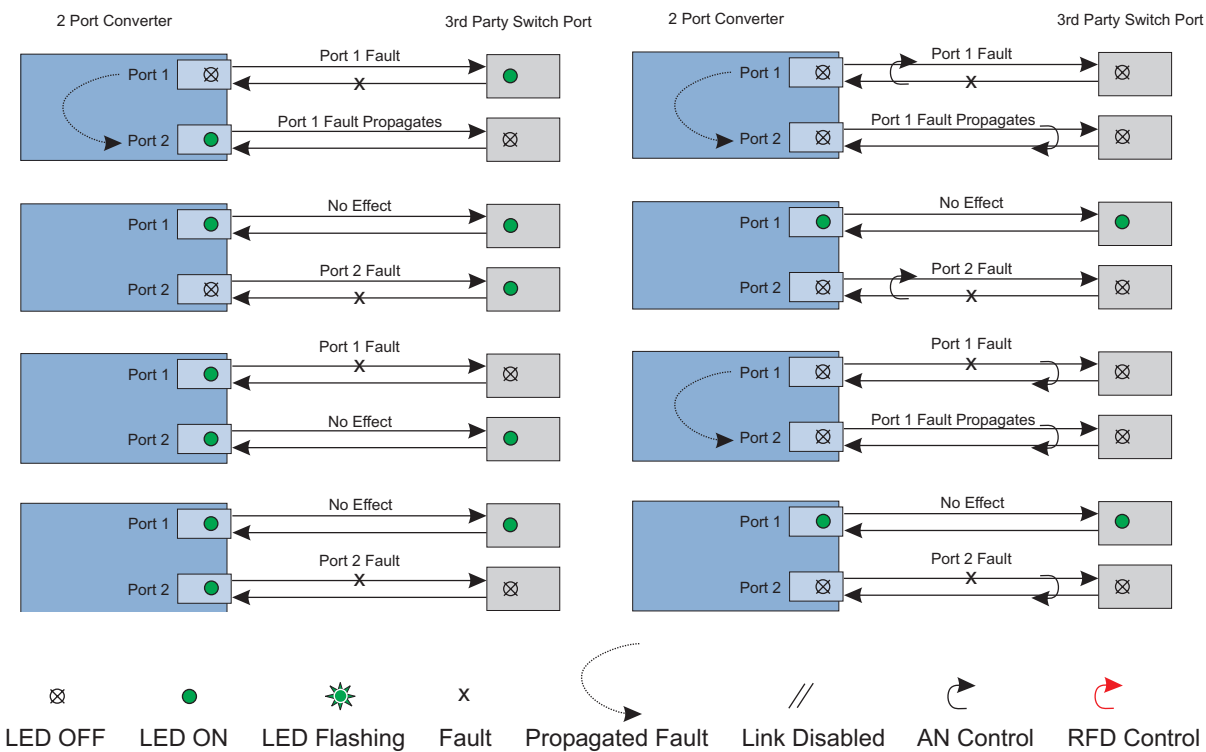 2 Port Converter
3rd Party Switch Port
Port 1
Port 1 Fault
X
Port 2
Port 1 Fault Propagates
Port 1
No Effect
Port 2
Port 2 Fault
X
Port 1
Port 1 Fault
X
Port 2
No Effect
Port 1
No Effect
Port 2
Port 2 Fault
X
2 Port Converter
3rd Party Switch Port
Port 1
Port 1 Fault
X
Port 2
Port 1 Fault Propagates
Port 1
No Effect
Port 2
Port 2 Fault
X
Port 1
Port 1 Fault
X
Port 2
Port 1 Fault Propagates
Port 1
No Effect
Port 2
Port 2 Fault
X
X
LED OFF
LED ON
LED Flashing
Fault
Propagated Fault
Link Disabled
AN Control
RFD Control